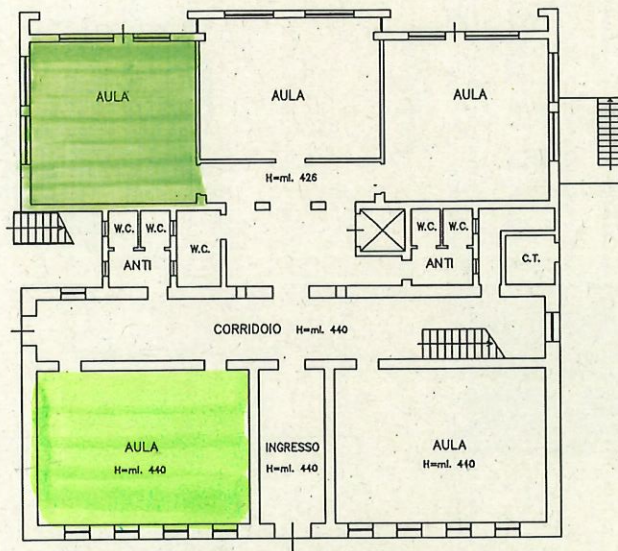 AULA
AULA
AULA
H=ml. 426
W.C.
W.C.
W.C.
W.C.
W.C.
ANTI
ANTI
C.T.
CORRIDOIO H=ml. 440
AULA
H=ml. 440
INGRESSO
H=ml. 440
AULA
H=ml. 440